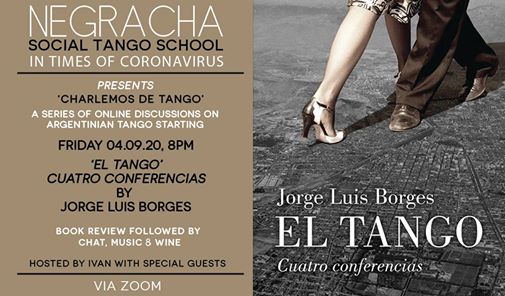 NEGRACHA
SOCIAL TANGO SCHOOL
IN TIMES OF CORONAVIRUS
PRESENTS
'CHARLEMOS DE TANGO'
A SERIES OF ONLINE DISCUSSIONS ON
ARGENTINIAN TANGO STARTING
FRIDAY 04.09.20, 8PM
'EL TANGO'
CUATRO CONFERENCIAS
BY
JORGE LUIS BORGES
BOOK REVIEW FOLLOWED BY
CHAT, MUSIC & WINE
HOSTED BY IVAN WITH SPECIAL GUESTS
VIA ZOOM
Jorge Luis Borges
EL TANGO
Cuatro conferencias